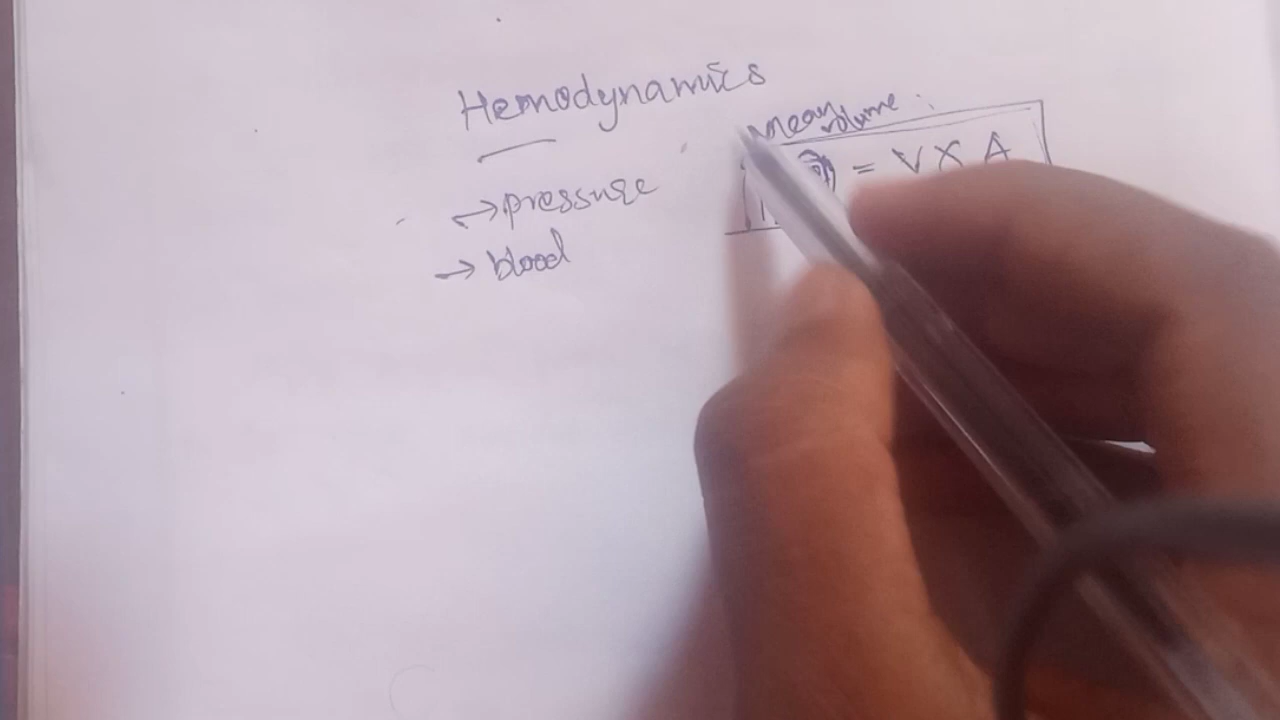 Hemodynamics
mean
volume
= V X A
→ pressure
→ blood